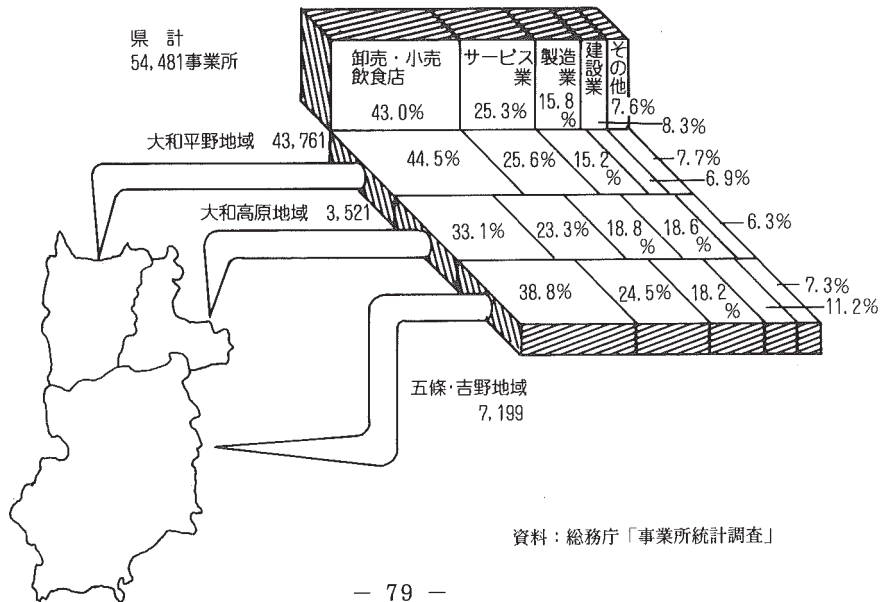 県 計
54,481事業所
卸売・小売
飲食店
43.0%
サービス
業
25.3%
製造
業
15.8
%
建設業
8.3%
その他
7.6%
大和平野地域 43,761
44.5%
25.6%
15.2
%
6.9%
7.7%
大和高原地域 3,521
33.1%
23.3%
18.8
%
18.6
%
6.3%
38.8%
24.5%
18.2
%
11.2%
7.3%
五條・吉野地域
7,199
資料：総務庁「事業所統計調査」
－ 79 －